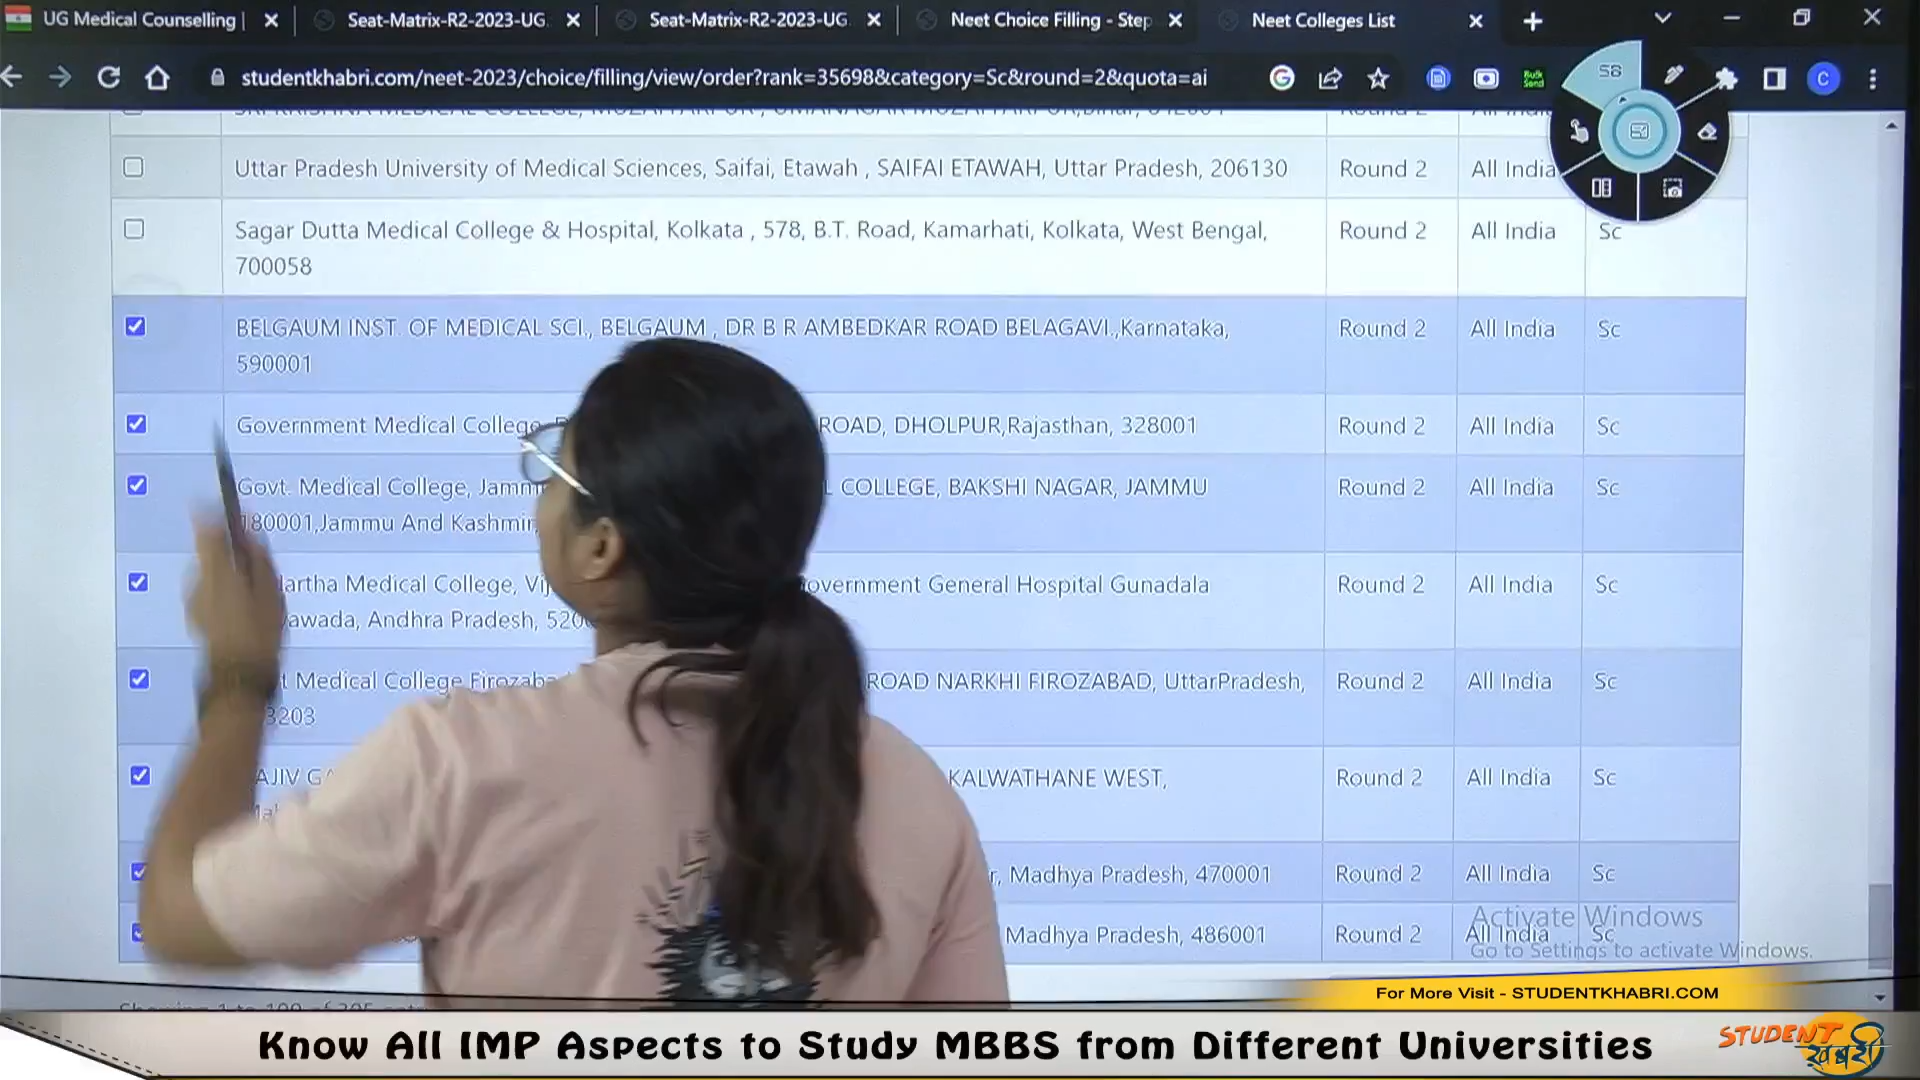 UG Medical Counselling |
Seat-Matrix-R2-2023-UG
Seat-Matrix-R2-2023-UG
Neet Choice Filling - Step
Neet Colleges List
studentkhabri.com/neet-2023/choice/filling/view/order?rank=35698&category=Sc&round=2&quota=ai
58
C
Uttar Pradesh University of Medical Sciences, Saifai, Etawah , SAIFAI ETAWAH, Uttar Pradesh, 206130 Round 2 All India
Sagar Dutta Medical College & Hospital, Kolkata , 578, B.T. Road, Kamarhati, Kolkata, West Bengal, Round 2 All India Sc
700058
BELGAUM INST. OF MEDICAL SCI., BELGAUM , DR B R AMBEDKAR ROAD BELAGAVI.,Karnataka, Round 2 All India Sc
590001
Government Medical College, ROAD, DHOLPUR,Rajasthan, 328001 Round 2 All India Sc
Govt. Medical College, COLLEGE, BAKSHI NAGAR, JAMMU Round 2 All India Sc
180001,Jammu And Kashmir,
Medical College, Government General Hospital Gunadala Round 2 All India Sc
Andhra Pradesh,
Medical College ROAD NARKHI FIROZABAD, UttarPradesh, Round 2 All India Sc
3203
KALWATHANE WEST, Round 2 All India Sc
Madhya Pradesh, 470001 Round 2 All India Sc
Madhya Pradesh, 486001 Round 2 All India Sc
Activate Windows
Go to Settings to activate Windows.
For More Visit - STUDENTKHABRI.COM
Know All IMP Aspects to Study MBBS from Different Universities
STUDENT
ख़बरी